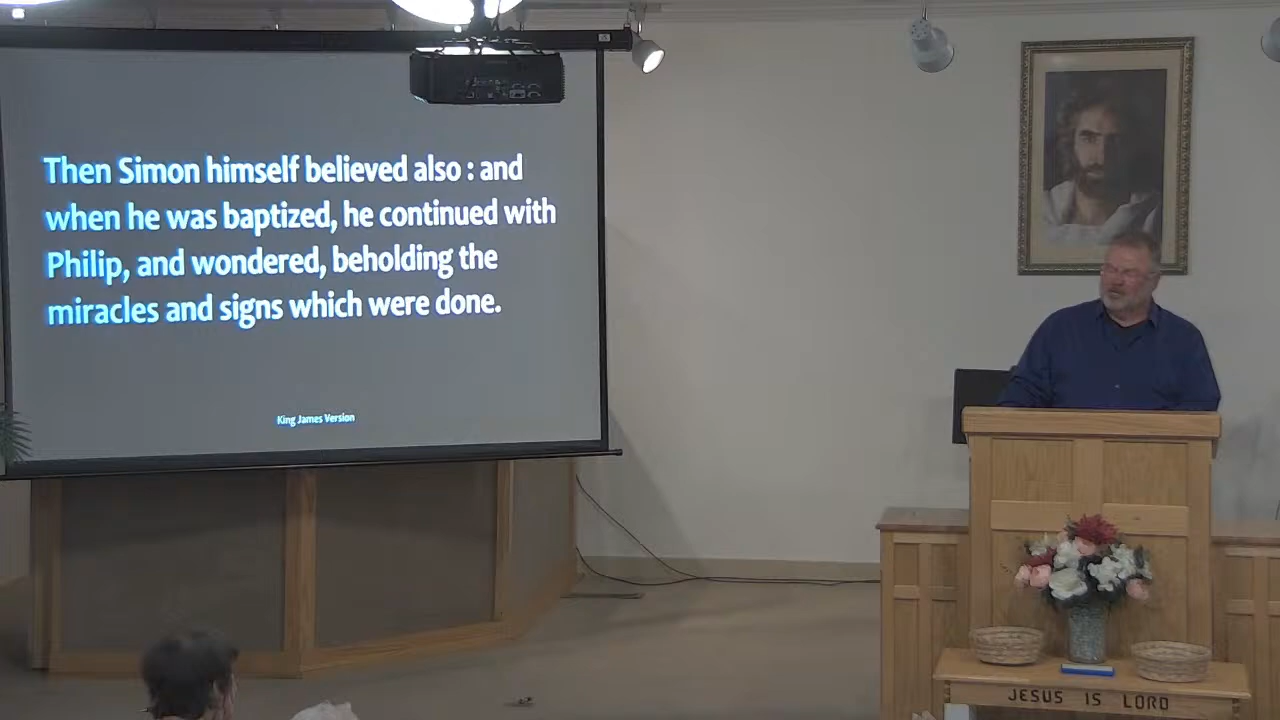 Then Simon himself believed also : and
when he was baptized, he continued with
Philip, and wondered, beholding the
miracles and signs which were done.
King James Version
JESUS IS LORD